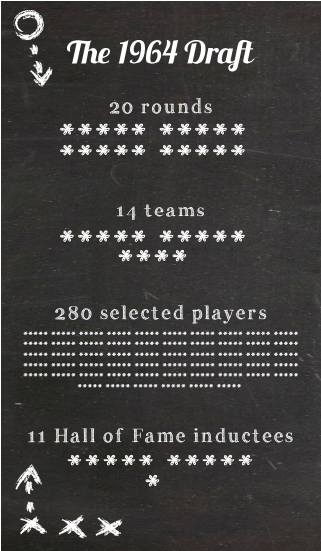 The 1964 Draft
20 rounds
14 teams
280 selected players
11 Hall of Fame inductees